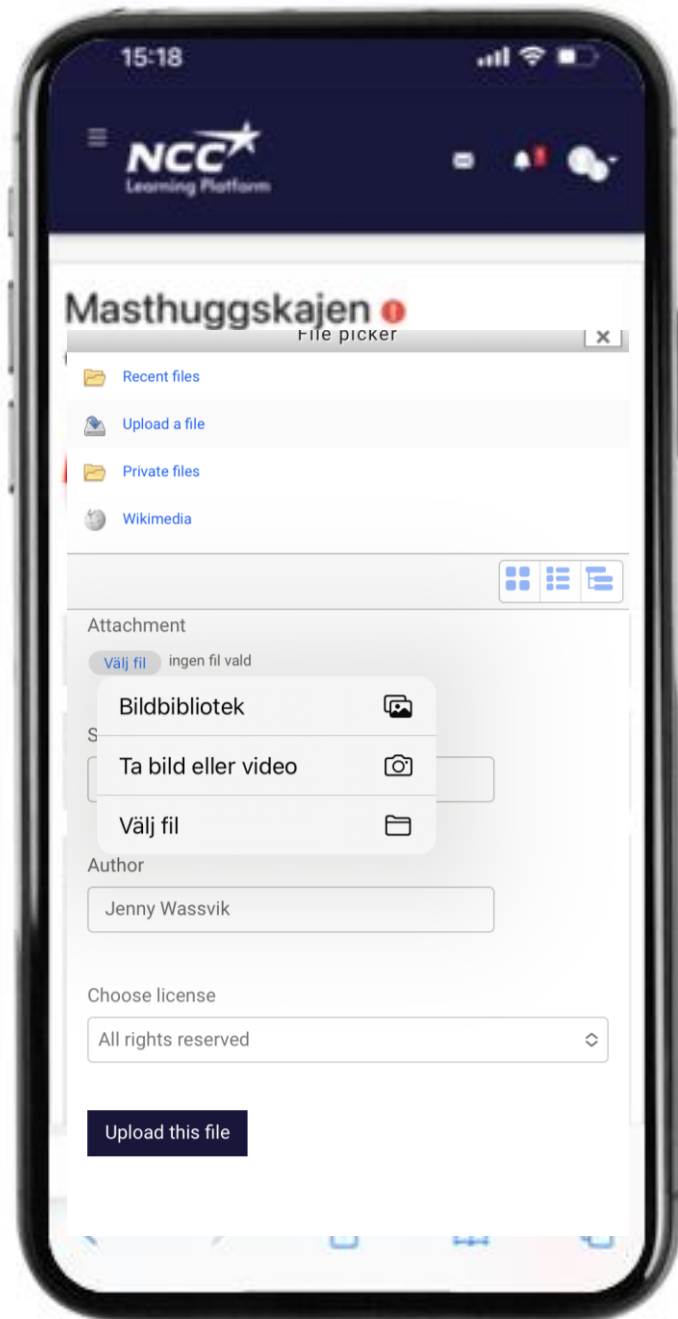 15:18
NCC
Learning Platform
Masthuggskajen
File picker
Recent files
Upload a file
Private files
Wikimedia
Attachment
Välj fil ingen fil vald
Bildbibliotek
S
Ta bild eller video
Välj fil
Author
Jenny Wassvik
Choose license
All rights reserved
Upload this file